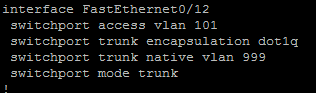 interface FastEthernet0/12
 switchport access vlan 101
 switchport trunk encapsulation dot1q
 switchport trunk native vlan 999
 switchport mode trunk
!